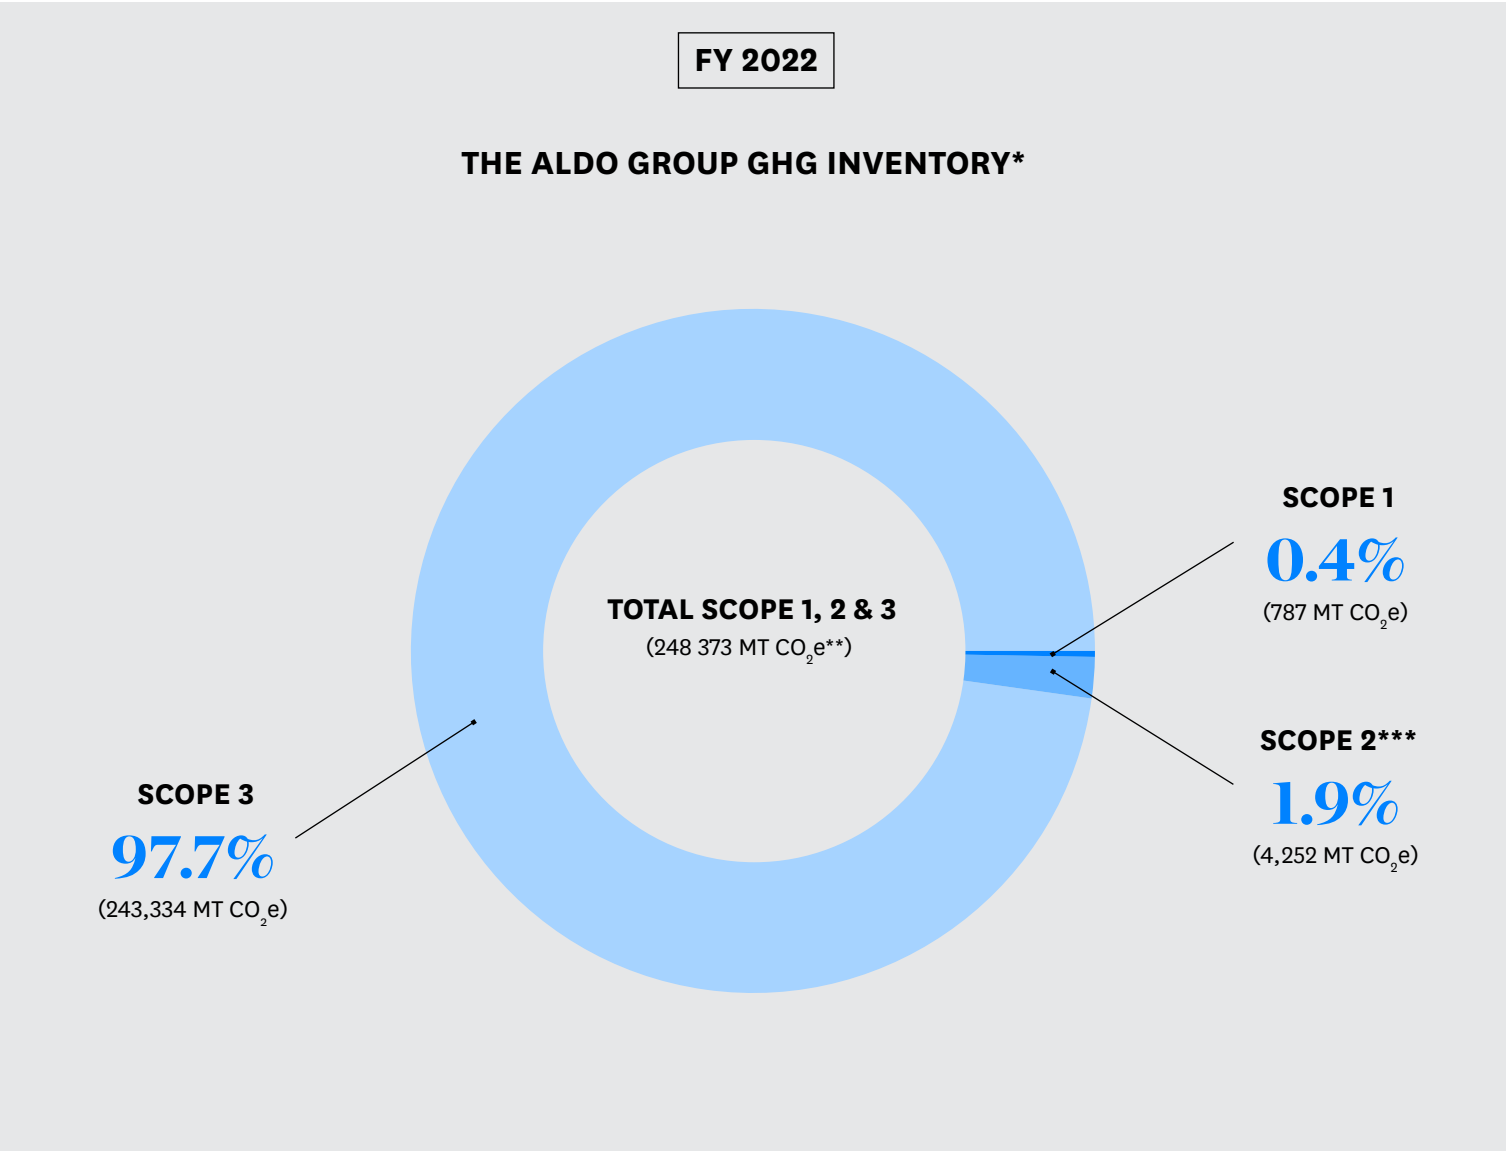 FY 2022
THE ALDO GROUP GHG INVENTORY*
SCOPE 1
0.4%
(787 MT CO₂e)
TOTAL SCOPE 1, 2 & 3
(248 373 MT CO₂e**)
SCOPE 2***
1.9%
(4,252 MT CO₂e)
SCOPE 3
97.7%
(243,334 MT CO₂e)